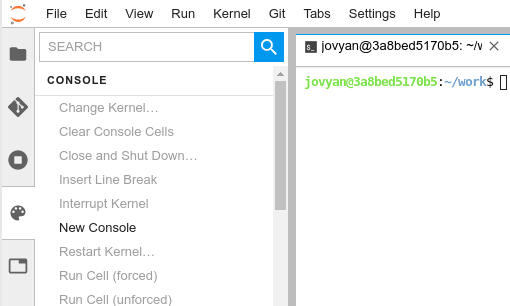 File Edit View Run Kernel Git Tabs Settings Help
SEARCH
jovyan@3a8bed5170b5: ~/w
CONSOLE
jovyan@3a8bed5170b5:~/work$
Change Kernel…
Clear Console Cells
Close and Shut Down…
Insert Line Break
Interrupt Kernel
New Console
Restart Kernel…
Run Cell (forced)
Run Cell (unforced)